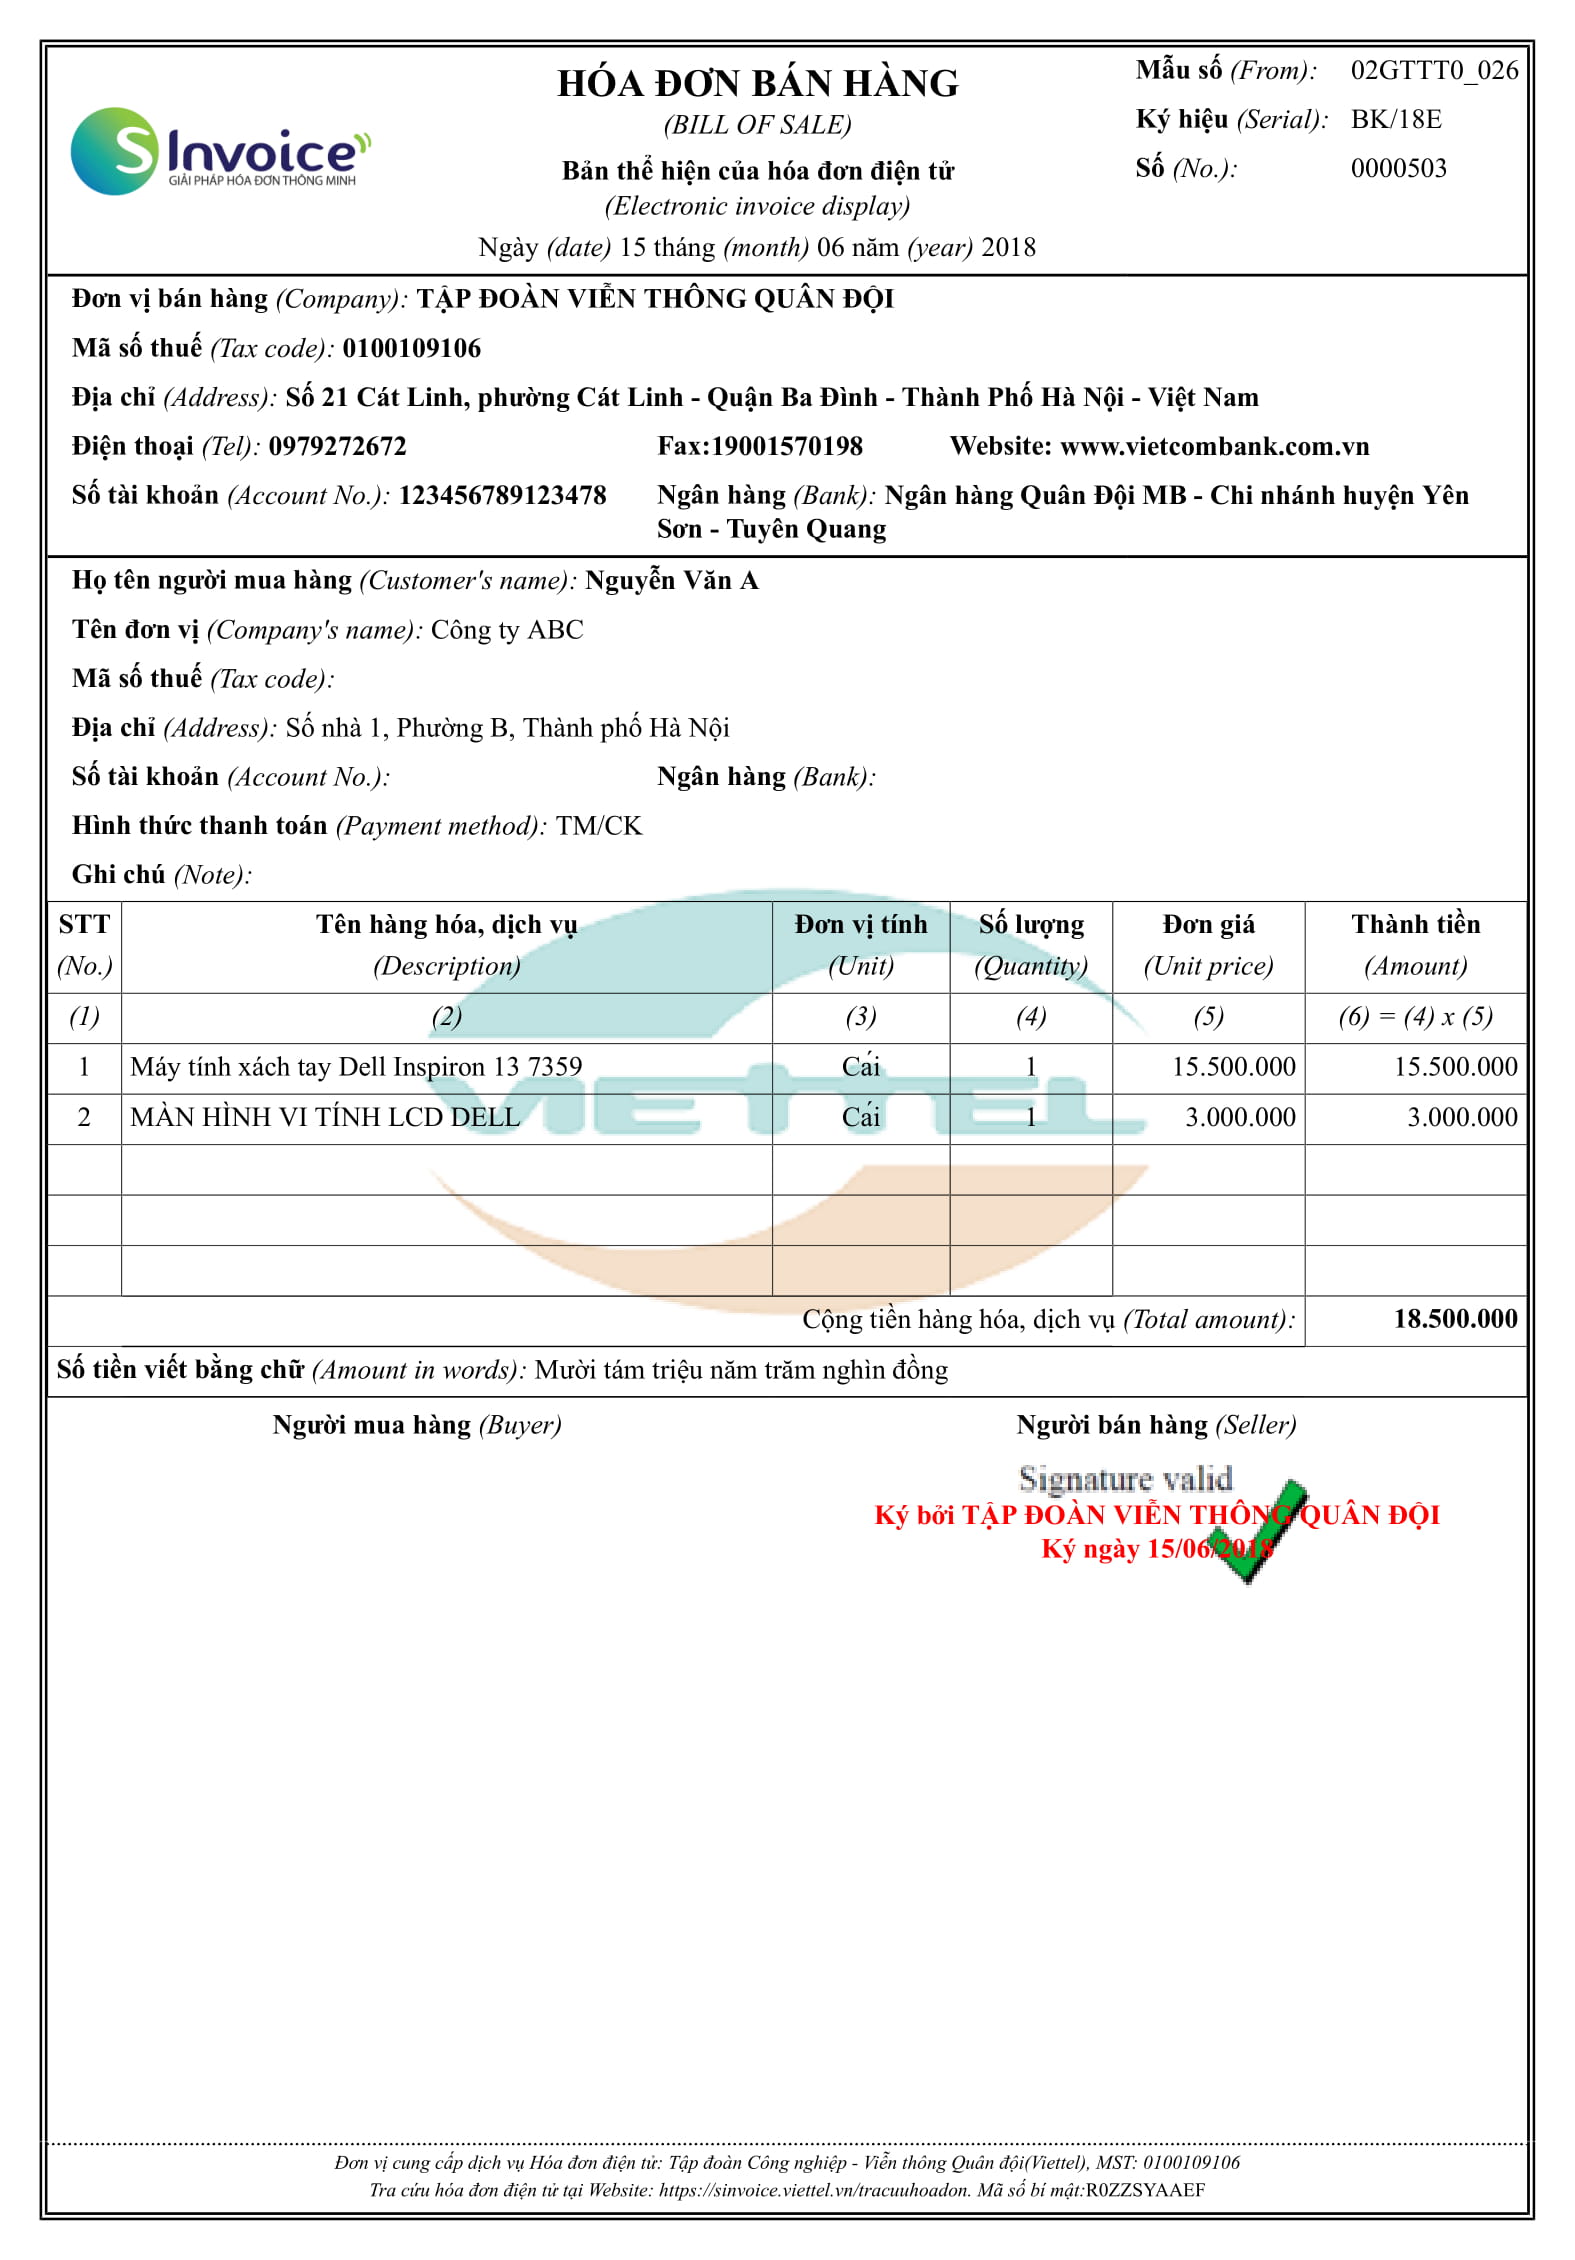 S Invoice
GIẢI PHÁP HÓA ĐƠN THÔNG MINH
HÓA ĐƠN BÁN HÀNG
(BILL OF SALE)
Bản thể hiện của hóa đơn điện tử
(Electronic invoice display)
Ngày (date) 15 tháng (month) 06 năm (year) 2018
Mẫu số (From): 02GTTT0_026
Ký hiệu (Serial): BK/18E
Số (No.): 0000503
Đơn vị bán hàng (Company): TẬP ĐOÀN VIỄN THÔNG QUÂN ĐỘI
Mã số thuế (Tax code): 0100109106
Địa chỉ (Address): Số 21 Cát Linh, phường Cát Linh - Quận Ba Đình - Thành Phố Hà Nội - Việt Nam
Điện thoại (Tel): 0979272672 Fax:19001570198 Website: www.vietcombank.com.vn
Số tài khoản (Account No.): 123456789123478 Ngân hàng (Bank): Ngân hàng Quân Đội MB - Chi nhánh huyện Yên
Sơn - Tuyên Quang
Họ tên người mua hàng (Customer's name): Nguyễn Văn A
Tên đơn vị (Company's name): Công ty ABC
Mã số thuế (Tax code):
Địa chỉ (Address): Số nhà 1, Phường B, Thành phố Hà Nội
Số tài khoản (Account No.): Ngân hàng (Bank):
Hình thức thanh toán (Payment method): TM/CK
Ghi chú (Note):
STT Tên hàng hóa, dịch vụ Đơn vị tính Số lượng Đơn giá Thành tiền
(No.) (Description) (Unit) (Quantity) (Unit price) (Amount)
(1) (2) (3) (4) (5) (6) = (4) x (5)
1 Máy tính xách tay Dell Inspiron 13 7359 Cái 1 15.500.000 15.500.000
VIETTEL
2 MÀN HÌNH VI TÍNH LCD DELL Cái 1 3.000.000 3.000.000
Cộng tiền hàng hóa, dịch vụ (Total amount): 18.500.000
Số tiền viết bằng chữ (Amount in words): Mười tám triệu năm trăm nghìn đồng
Người mua hàng (Buyer) Người bán hàng (Seller)
Signature valid
Ký bởi TẬP ĐOÀN VIỄN THÔNG QUÂN ĐỘI
Ký ngày 15/06/2018
Đơn vị cung cấp dịch vụ Hóa đơn điện tử: Tập đoàn Công nghiệp - Viễn thông Quân đội(Viettel), MST: 0100109106
Tra cứu hóa đơn điện tử tại Website: https://sinvoice.viettel.vn/tracuuhoadon. Mã số bí mật:R0ZZSYAAEF